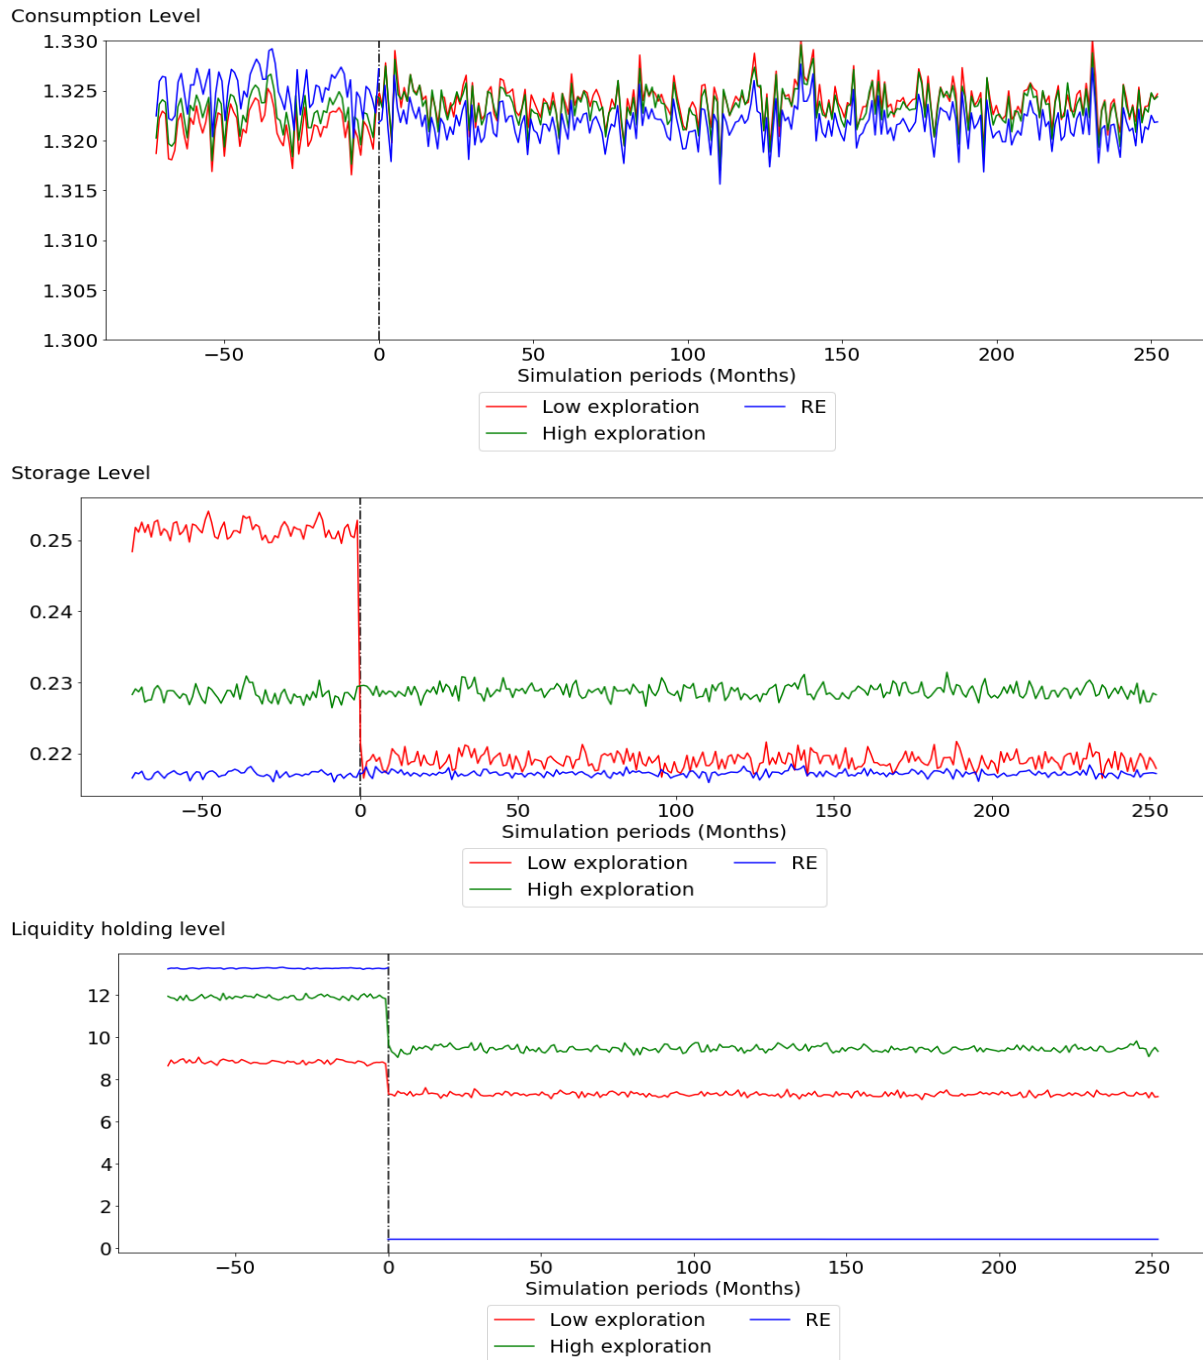 Consumption Level
1.330
1.325
1.320
1.315
1.310
1.305
1.300
−50 0 50 100 150 200 250
Simulation periods (Months)
Low exploration RE
High exploration
Storage Level
0.25
0.24
0.23
0.22
−50 0 50 100 150 200 250
Simulation periods (Months)
Low exploration RE
High exploration
Liquidity holding level
12
10
8
6
4
2
0
−50 0 50 100 150 200 250
Simulation periods (Months)
Low exploration RE
High exploration